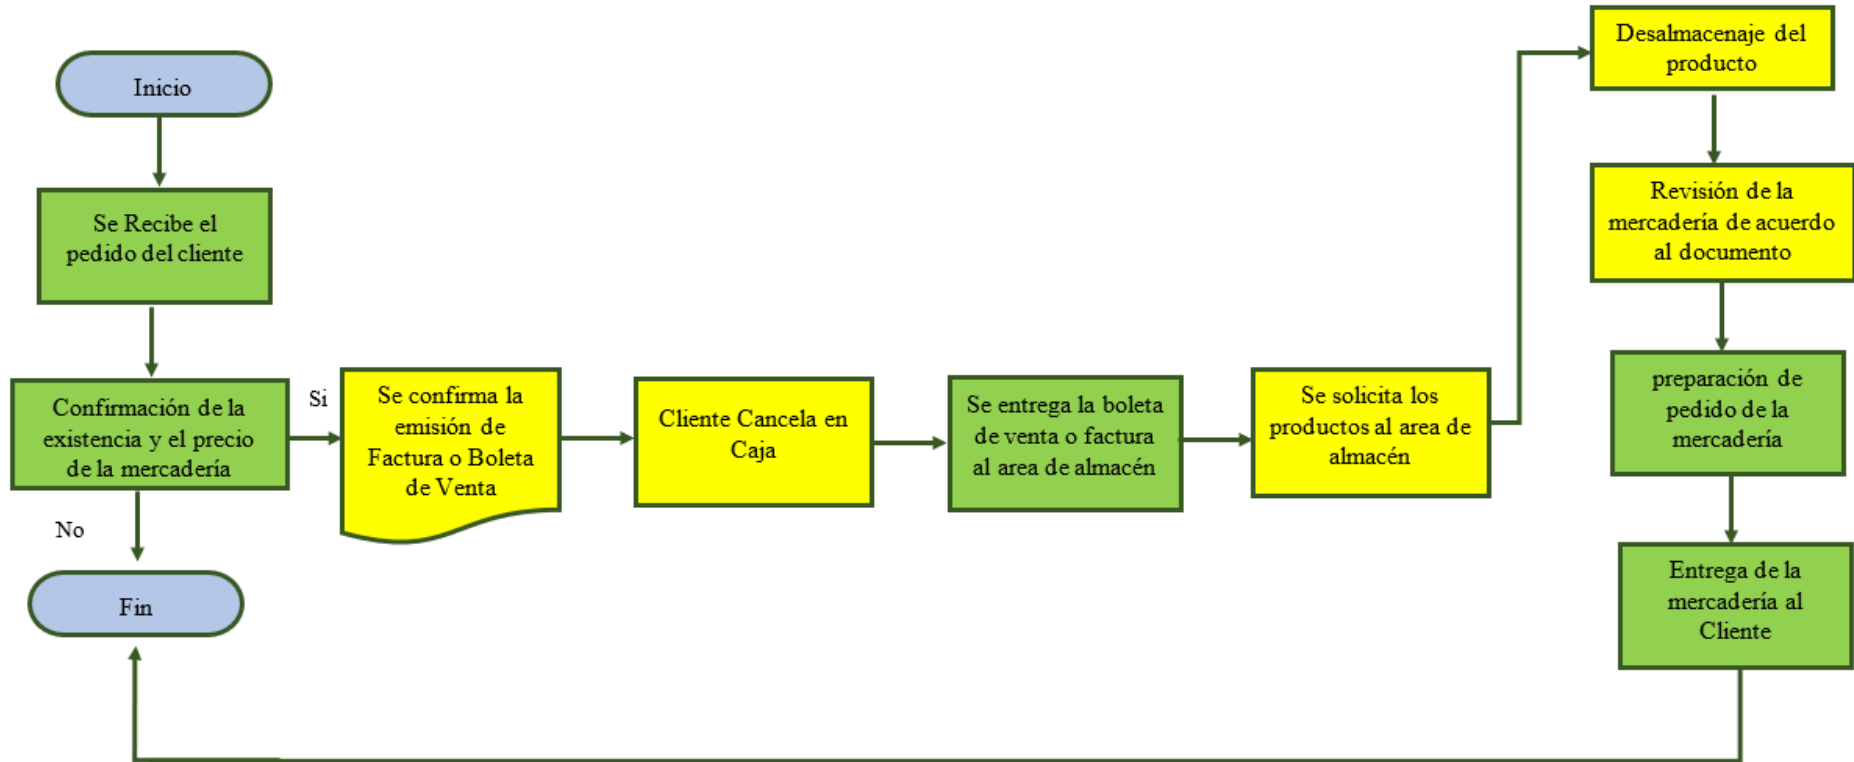 Inicio
Se Recibe el
pedido del cliente
Confirmación de la
existencia y el precio
de la mercadería
Si
No
Fin
Se confirma la
emisión de
Factura o Boleta
de Venta
Cliente Cancela en
Caja
Se entrega la boleta
de venta o factura
al area de almacén
Se solicita los
productos al area de
almacén
Desalmacenaje del
producto
Revisión de la
mercadería de acuerdo
al documento
preparación de
pedido de la
mercadería
Entrega de la
mercadería al
Cliente